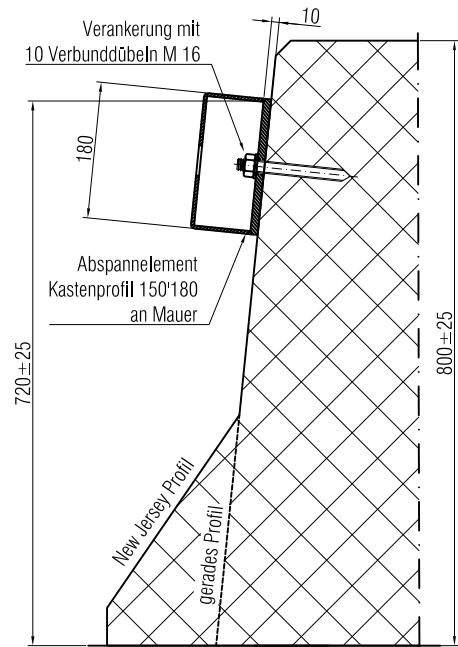 Verankerung mit
10 Verbunddübeln M 16
10
180
Abspannelement
Kastenprofil 150'180
an Mauer
720±25
800±25
New Jersey Profil
gerades Profil